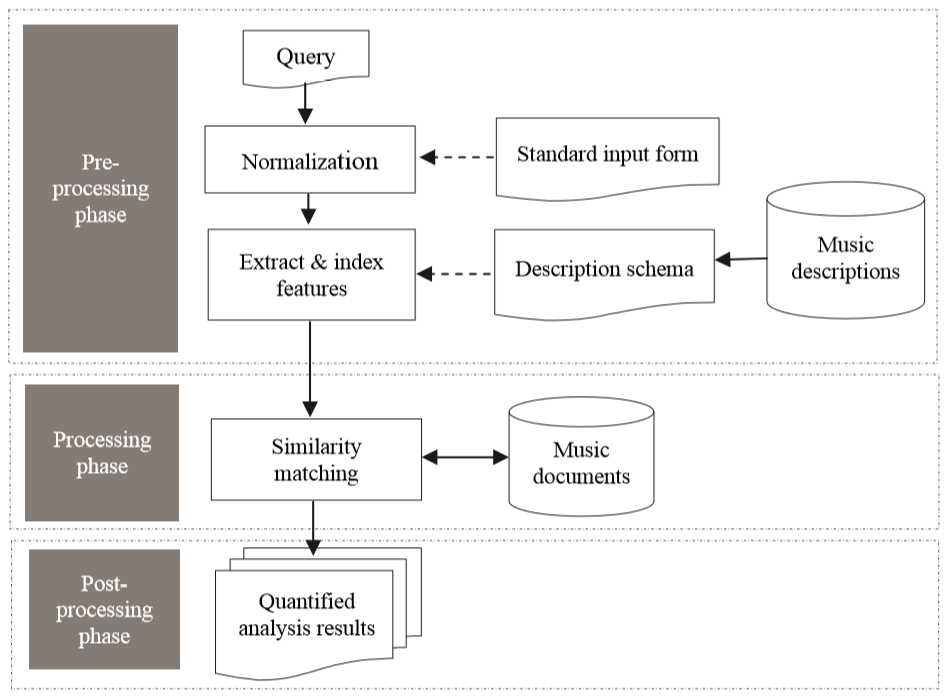 Pre-
processing
phase
Query
Normalization
Standard input form
Extract & index
features
Description schema
Music
descriptions
Processing
phase
Similarity
matching
Music
documents
Post-
processing
phase
Quantified
analysis results